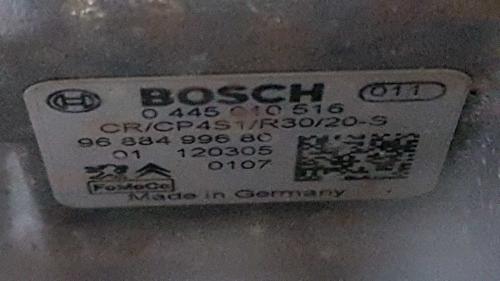 BOSCH 011
0 445 010 516
CR/CP4S1/R30/20-S
96 884 996 80
01 120305
0107
FoMoCo
Made in Germany